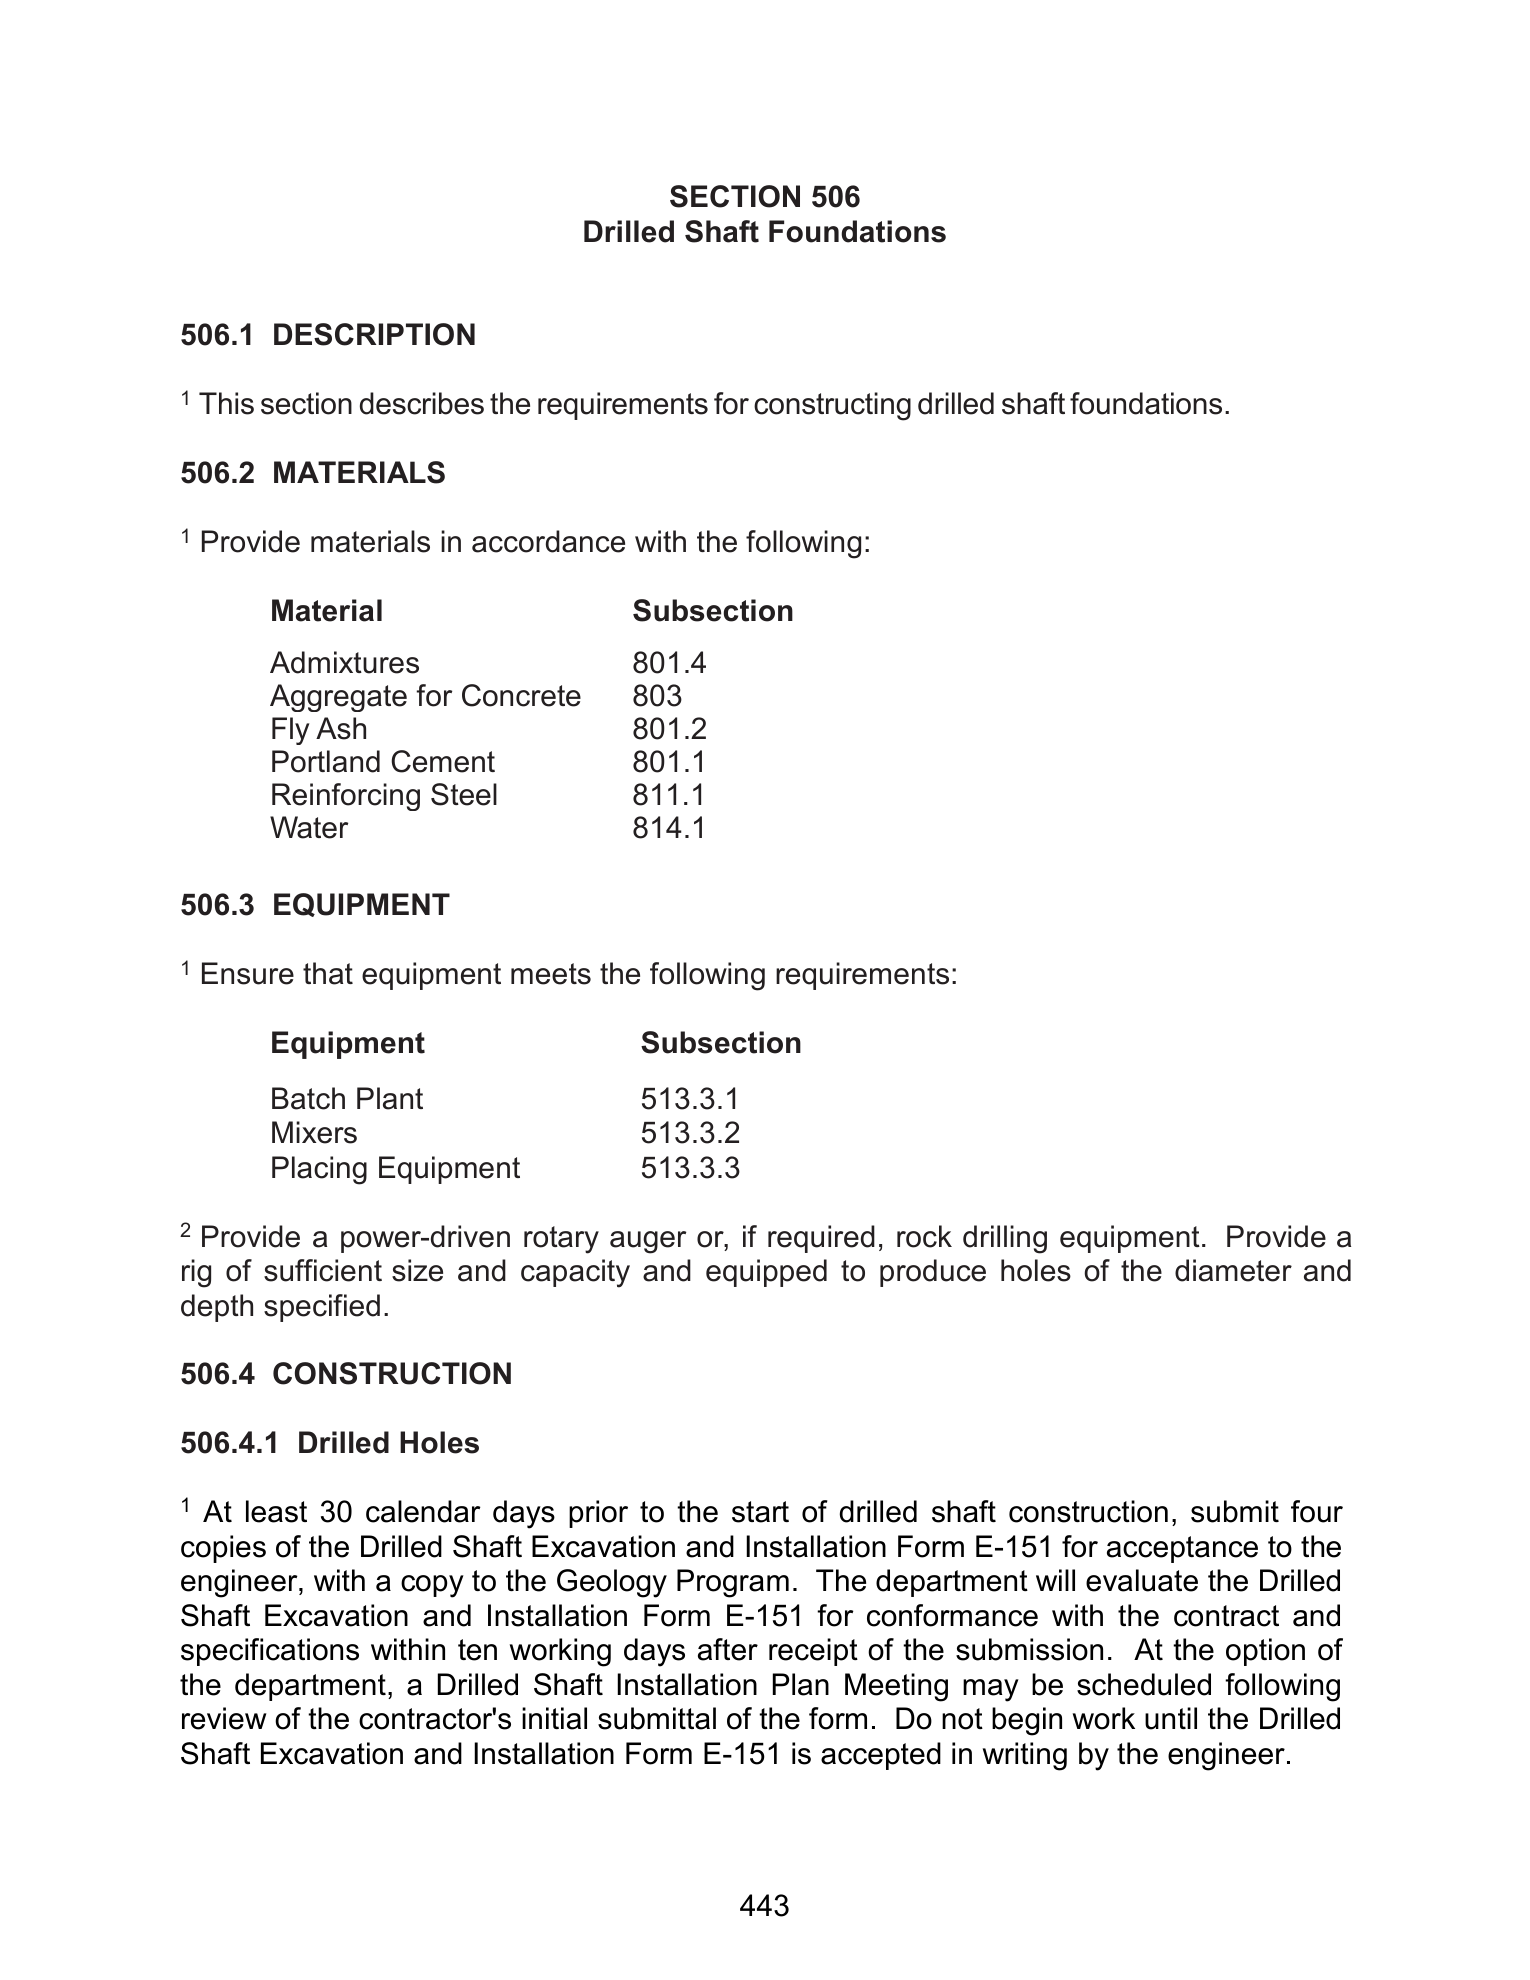 SECTION 506
Drilled Shaft Foundations
506.1 DESCRIPTION
1 This section describes the requirements for constructing drilled shaft foundations.
506.2 MATERIALS
1 Provide materials in accordance with the following:
Material Subsection
Admixtures 801.4
Aggregate for Concrete 803
Fly Ash 801.2
Portland Cement 801.1
Reinforcing Steel 811.1
Water 814.1
506.3 EQUIPMENT
1 Ensure that equipment meets the following requirements:
Equipment Subsection
Batch Plant 513.3.1
Mixers 513.3.2
Placing Equipment 513.3.3
2 Provide a power-driven rotary auger or, if required, rock drilling equipment. Provide a
rig of sufficient size and capacity and equipped to produce holes of the diameter and
depth specified.
506.4 CONSTRUCTION
506.4.1 Drilled Holes
1 At least 30 calendar days prior to the start of drilled shaft construction, submit four
copies of the Drilled Shaft Excavation and Installation Form E-151 for acceptance to the
engineer, with a copy to the Geology Program. The department will evaluate the Drilled
Shaft Excavation and Installation Form E-151 for conformance with the contract and
specifications within ten working days after receipt of the submission. At the option of
the department, a Drilled Shaft Installation Plan Meeting may be scheduled following
review of the contractor's initial submittal of the form. Do not begin work until the Drilled
Shaft Excavation and Installation Form E-151 is accepted in writing by the engineer.
443